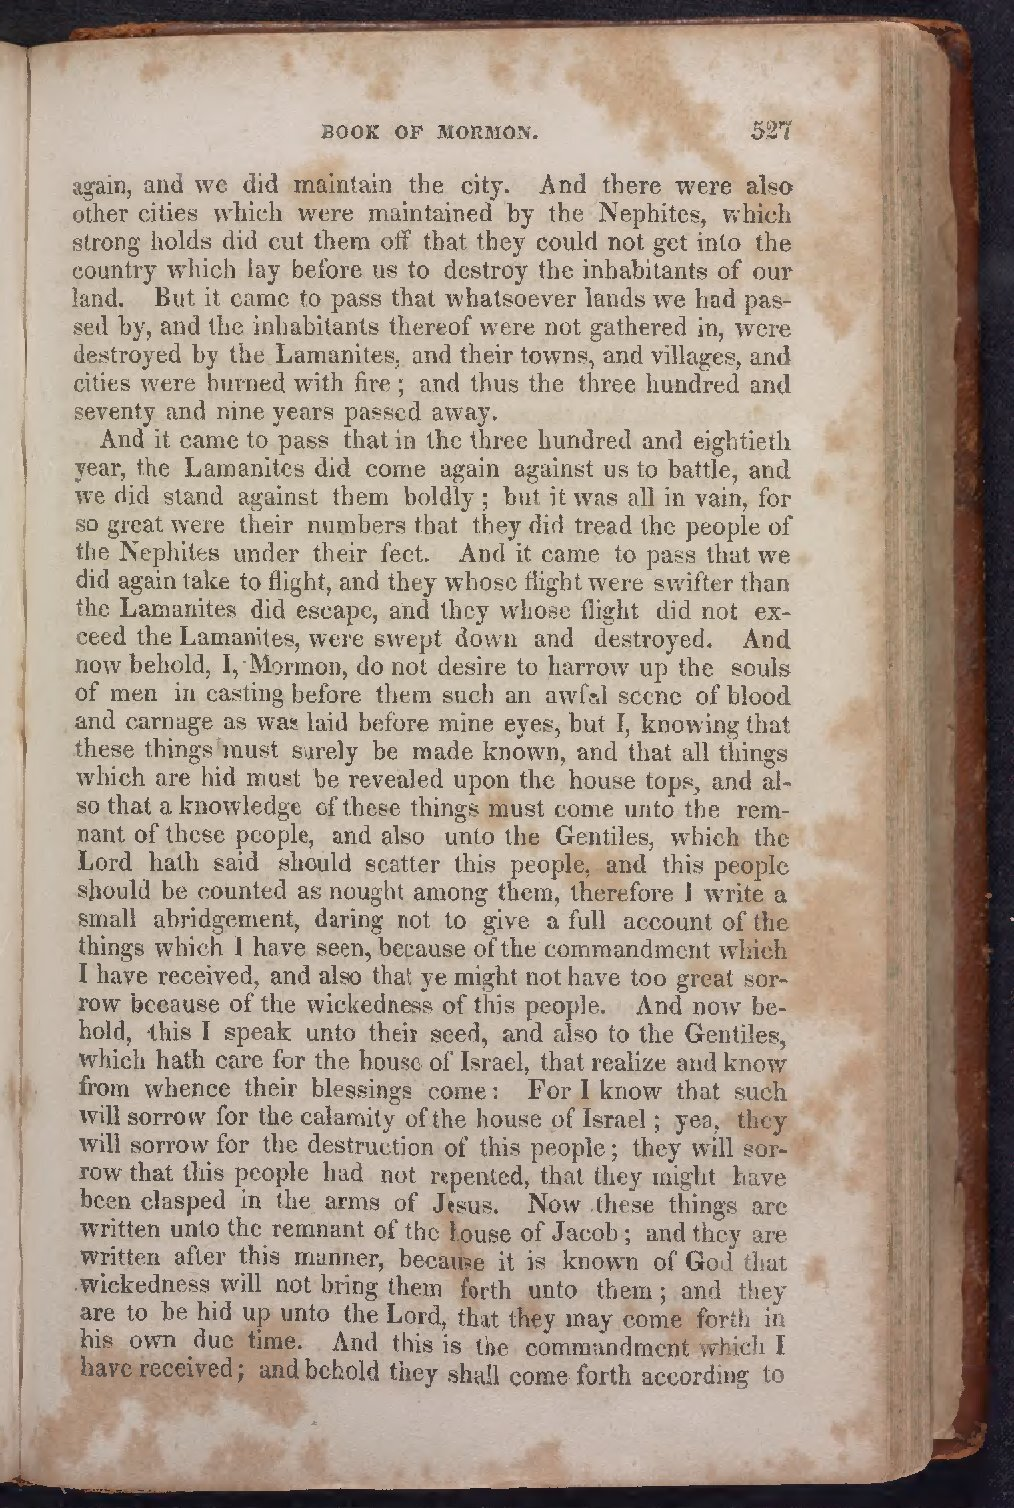 BOOK OF MORMON. 527
again, and we did maintain the city. And there were also
other cities which were maintained by the Nephites, which
strong holds did cut them off that they could not get into the
country which lay before us to destroy the inhabitants of our
land. But it came to pass that whatsoever lands we had pas-
sed by, and the inhabitants thereof were not gathered in, were
destroyed by the Lamanites, and their towns, and villages, and
cities were burned with fire; and thus the three hundred and
seventy and nine years passed away.
And it came to pass that in the three hundred and eightieth
year, the Lamanites did come again against us to battle, and
we did stand against them boldly; but it was all in vain, for
so great were their numbers that they did tread the people of
the Nephites under their feet. And it came to pass that we
did again take to flight, and they whose flight were swifter than
the Lamanites did escape, and they whose flight did not ex-
ceed the Lamanites, were swept down and destroyed. And
now behold, I, Mormon, do not desire to harrow up the souls
of men in casting before them such an awful scene of blood
and carnage as was laid before mine eyes, but I, knowing that
these things must surely be made known, and that all things
which are hid must be revealed upon the house tops, and al-
so that a knowledge of these things must come unto the rem-
nant of these people, and also unto the Gentiles, which the
Lord hath said should scatter this people, and this people
should be counted as nought among them, therefore I write a
small abridgement, daring not to give a full account of the
things which I have seen, because of the commandment which
I have received, and also that ye might not have too great sor-
row because of the wickedness of this people. And now be-
hold, this I speak unto their seed, and also to the Gentiles,
which hath care for the house of Israel, that realize and know
from whence their blessings come: For I know that such
will sorrow for the calamity of the house of Israel; yea, they
will sorrow for the destruction of this people; they will sor-
row that this people had not repented, that they might have
been clasped in the arms of Jesus. Now these things are
written unto the remnant of the house of Jacob; and they are
written after this manner, because it is known of God that
wickedness will not bring them forth unto them; and they
are to be hid up unto the Lord, that they may come forth in
his own due time. And this is the commandment which I
have received; and behold they shall come forth according to